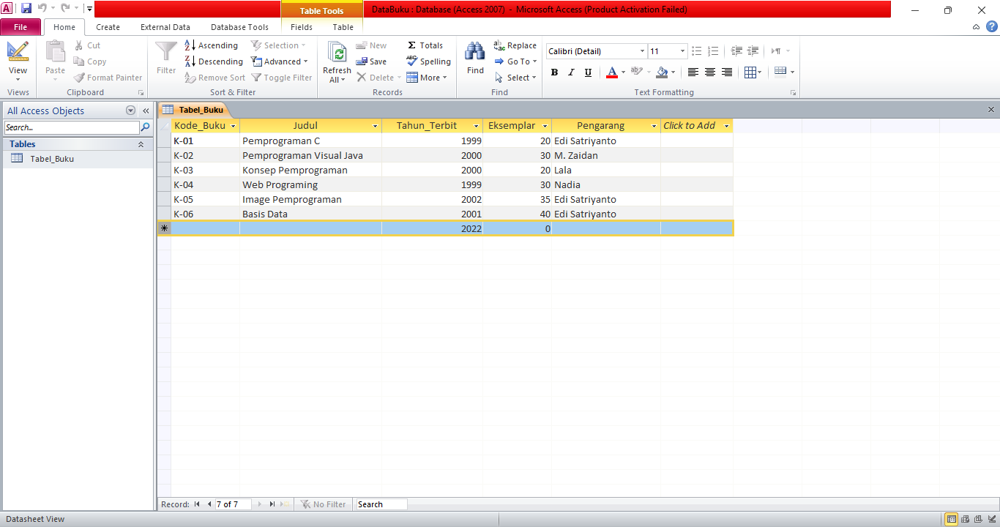 DataBuku : Database (Access 2007) - Microsoft Access (Product Activation Failed)
Table Tools
File Home Create External Data Database Tools Fields Table
View
Views
Paste
Cut
Copy
Format Painter
Clipboard
Filter
Ascending
Descending
Remove Sort
Selection
Advanced
Toggle Filter
Sort & Filter
Refresh
All
New
Save
Delete
Totals
Spelling
More
Records
Find
Replace
Go To
Select
Find
Calibri (Detail) 11
B I U A ab
Text Formatting
All Access Objects
Search...
Tables
Tabel_Buku
Tabel_Buku
Kode_Buku Judul Tahun_Terbit Eksemplar Pengarang Click to Add
K-01 Pemprograman C 1999 20 Edi Satriyanto
K-02 Pemprograman Visual Java 2000 30 M. Zaidan
K-03 Konsep Pemprograman 2000 20 Lala
K-04 Web Programing 1999 30 Nadia
K-05 Image Pemprograman 2002 35 Edi Satriyanto
K-06 Basis Data 2001 40 Edi Satriyanto
2022 0
Record: 7 of 7 No Filter Search
Datasheet View